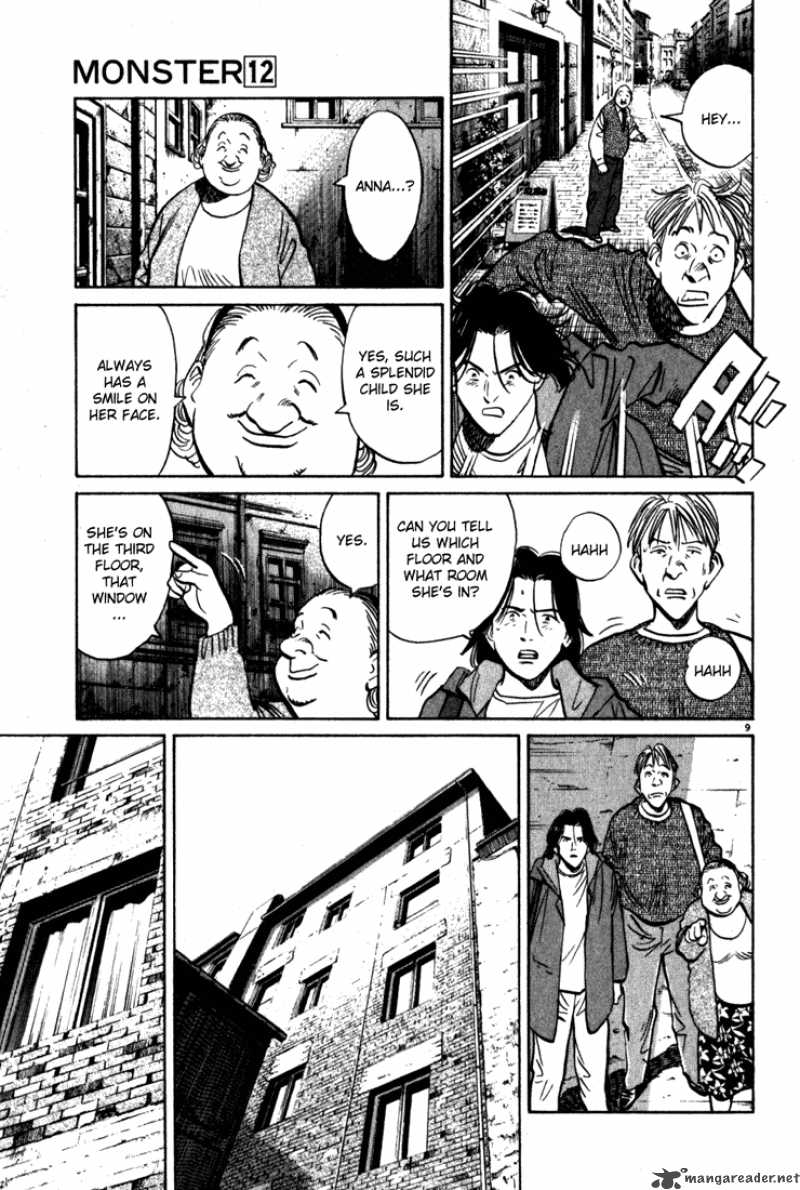 MONSTER 12
HEY...
ANNA...?
YES, SUCH
A SPLENDID
CHILD SHE
IS.
ALWAYS
HAS A
SMILE ON
HER FACE.
HAHH
HAHH
CAN YOU TELL
US WHICH
FLOOR AND
WHAT ROOM
SHE'S IN?
YES.
SHE'S ON
THE THIRD
FLOOR,
THAT
WINDOW
...
9
mangareader.net